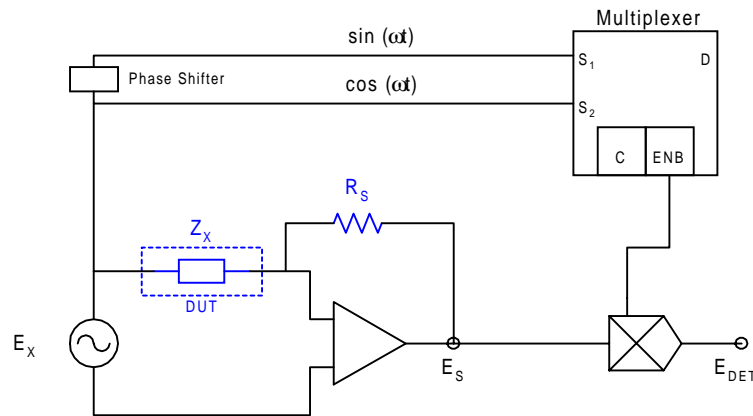 Multiplexer
sin (ωt)
S1
D
Phase Shifter
cos (ωt)
S2
C
ENB
RS
ZX
DUT
EX
ES
EDET